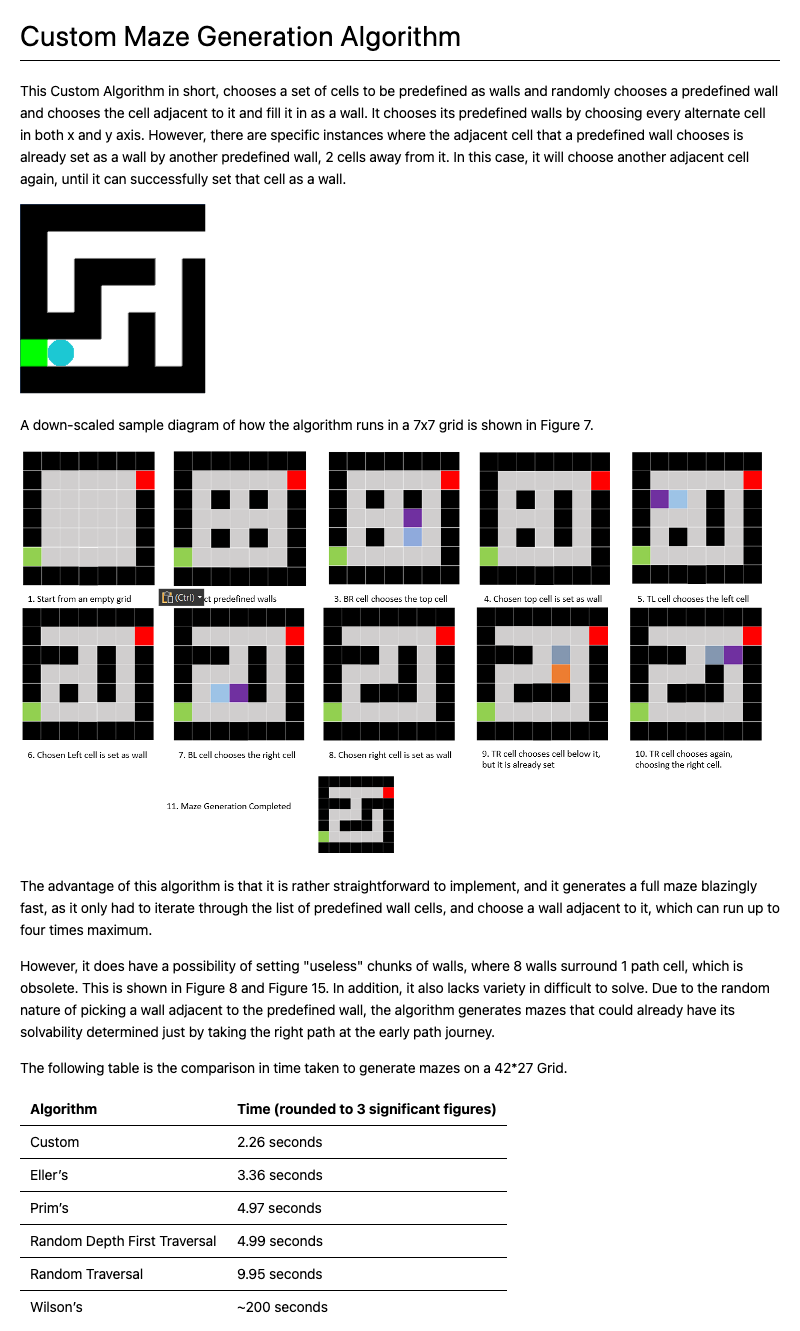 Custom Maze Generation Algorithm
This Custom Algorithm in short, chooses a set of cells to be predefined as walls and randomly chooses a predefined wall
and chooses the cell adjacent to it and fill it in as a wall. It chooses its predefined walls by choosing every alternate cell
in both x and y axis. However, there are specific instances where the adjacent cell that a predefined wall chooses is
already set as a wall by another predefined wall, 2 cells away from it. In this case, it will choose another adjacent cell
again, until it can successfully set that cell as a wall.
A down-scaled sample diagram of how the algorithm runs in a 7x7 grid is shown in Figure 7.
1. Start from an empty grid
(Ctrl)
ct predefined walls
3. BR cell chooses the top cell
4. Chosen top cell is set as wall
5. TL cell chooses the left cell
6. Chosen Left cell is set as wall
7. BL cell chooses the right cell
8. Chosen right cell is set as wall
9. TR cell chooses cell below it,
but it is already set
10. TR cell chooses again,
choosing the right cell.
11. Maze Generation Completed
The advantage of this algorithm is that it is rather straightforward to implement, and it generates a full maze blazingly
fast, as it only had to iterate through the list of predefined wall cells, and choose a wall adjacent to it, which can run up to
four times maximum.
However, it does have a possibility of setting "useless" chunks of walls, where 8 walls surround 1 path cell, which is
obsolete. This is shown in Figure 8 and Figure 15. In addition, it also lacks variety in difficult to solve. Due to the random
nature of picking a wall adjacent to the predefined wall, the algorithm generates mazes that could already have its
solvability determined just by taking the right path at the early path journey.
The following table is the comparison in time taken to generate mazes on a 42*27 Grid.
Algorithm Time (rounded to 3 significant figures)
Custom 2.26 seconds
Eller’s 3.36 seconds
Prim’s 4.97 seconds
Random Depth First Traversal 4.99 seconds
Random Traversal 9.95 seconds
Wilson’s ~200 seconds